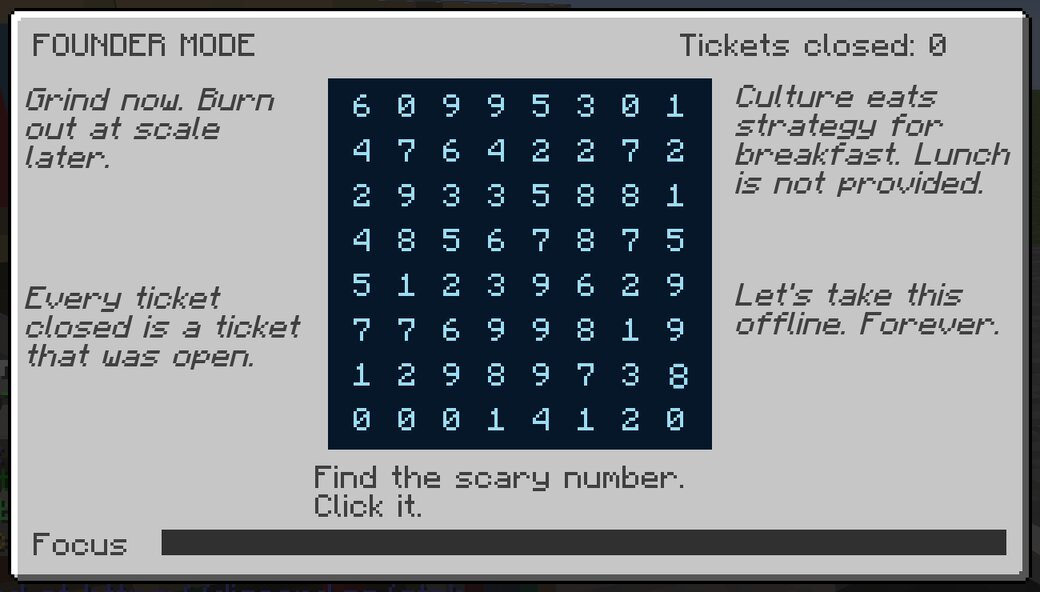 FOUNDER MODE
Tickets closed: 0
Grind now. Burn
out at scale
later.
Every ticket
closed is a ticket
that was open.
6 0 9 9 5 3 0 1
4 7 6 4 2 2 7 2
2 9 3 3 5 8 8 1
4 8 5 6 7 8 7 5
5 1 2 3 9 6 2 9
7 7 6 9 9 8 1 9
1 2 9 8 9 7 3 8
0 0 0 1 4 1 2 0
Culture eats
strategy for
breakfast. Lunch
is not provided.
Let's take this
offline. Forever.
Find the scary number.
Click it.
Focus